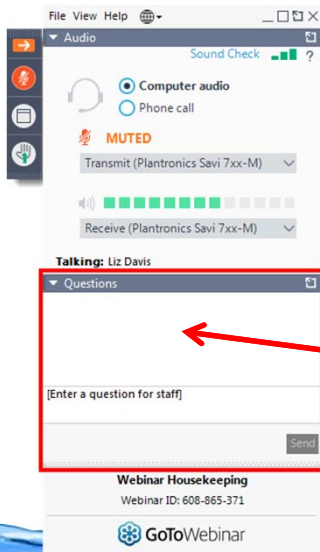 File View Help
Audio
Sound Check ?
Computer audio
Phone call
MUTED
Transmit (Plantronics Savi 7xx-M)
Receive (Plantronics Savi 7xx-M)
Talking: Liz Davis
Questions
[Enter a question for staff]
Send
Webinar Housekeeping
Webinar ID: 608-865-371
GoToWebinar